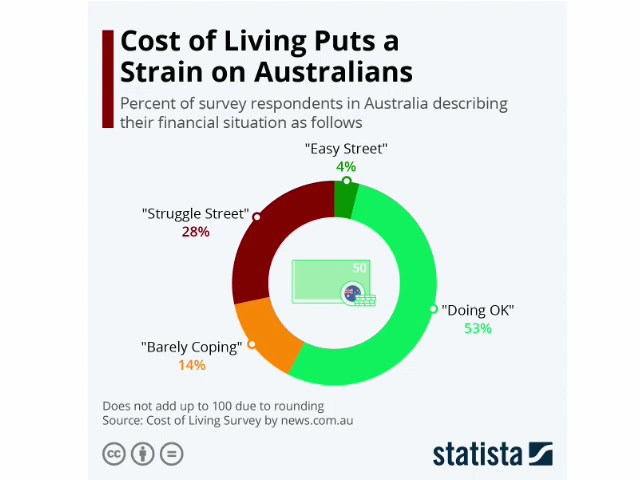 Cost of Living Puts a
Strain on Australians
Percent of survey respondents in Australia describing
their financial situation as follows
"Easy Street"
4%
"Struggle Street"
28%
50
"Doing OK"
53%
"Barely Coping"
14%
Does not add up to 100 due to rounding
Source: Cost of Living Survey by news.com.au
cc
statista